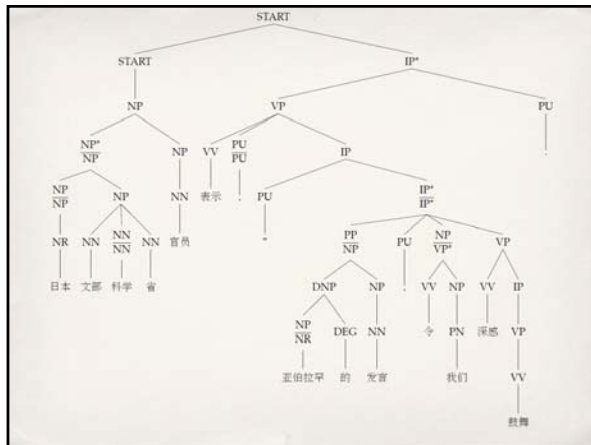 START
START IP*
NP VP PU
NP* NP VV PU IP .
NP PU
NP NP NN 表示 , PU IP*
NP IP*
NR NN NN NN 官员 " PP PU NP VP
NN NP VP*
日本 文部 科学 省 DNP NP , VV NP VV IP
NP DEG NN 令 PN 深感 VP
NR
亚伯拉罕 的 发言 我们 VV
鼓舞